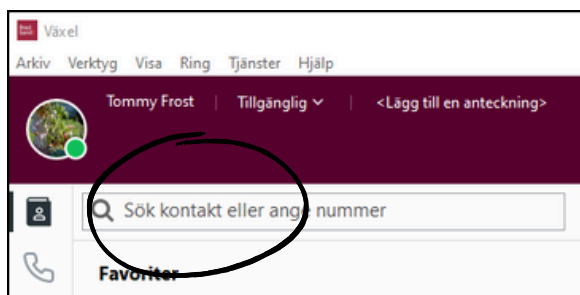 Växel
Arkiv Verktyg Visa Ring Tjänster Hjälp
Tommy Frost | Tillgänglig | <Lägg till en anteckning>
Sök kontakt eller ange nummer
Favoriter